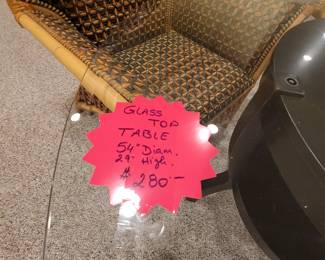 GLASS
TOP
TABLE
54" Diam.
29" High.
$280.—